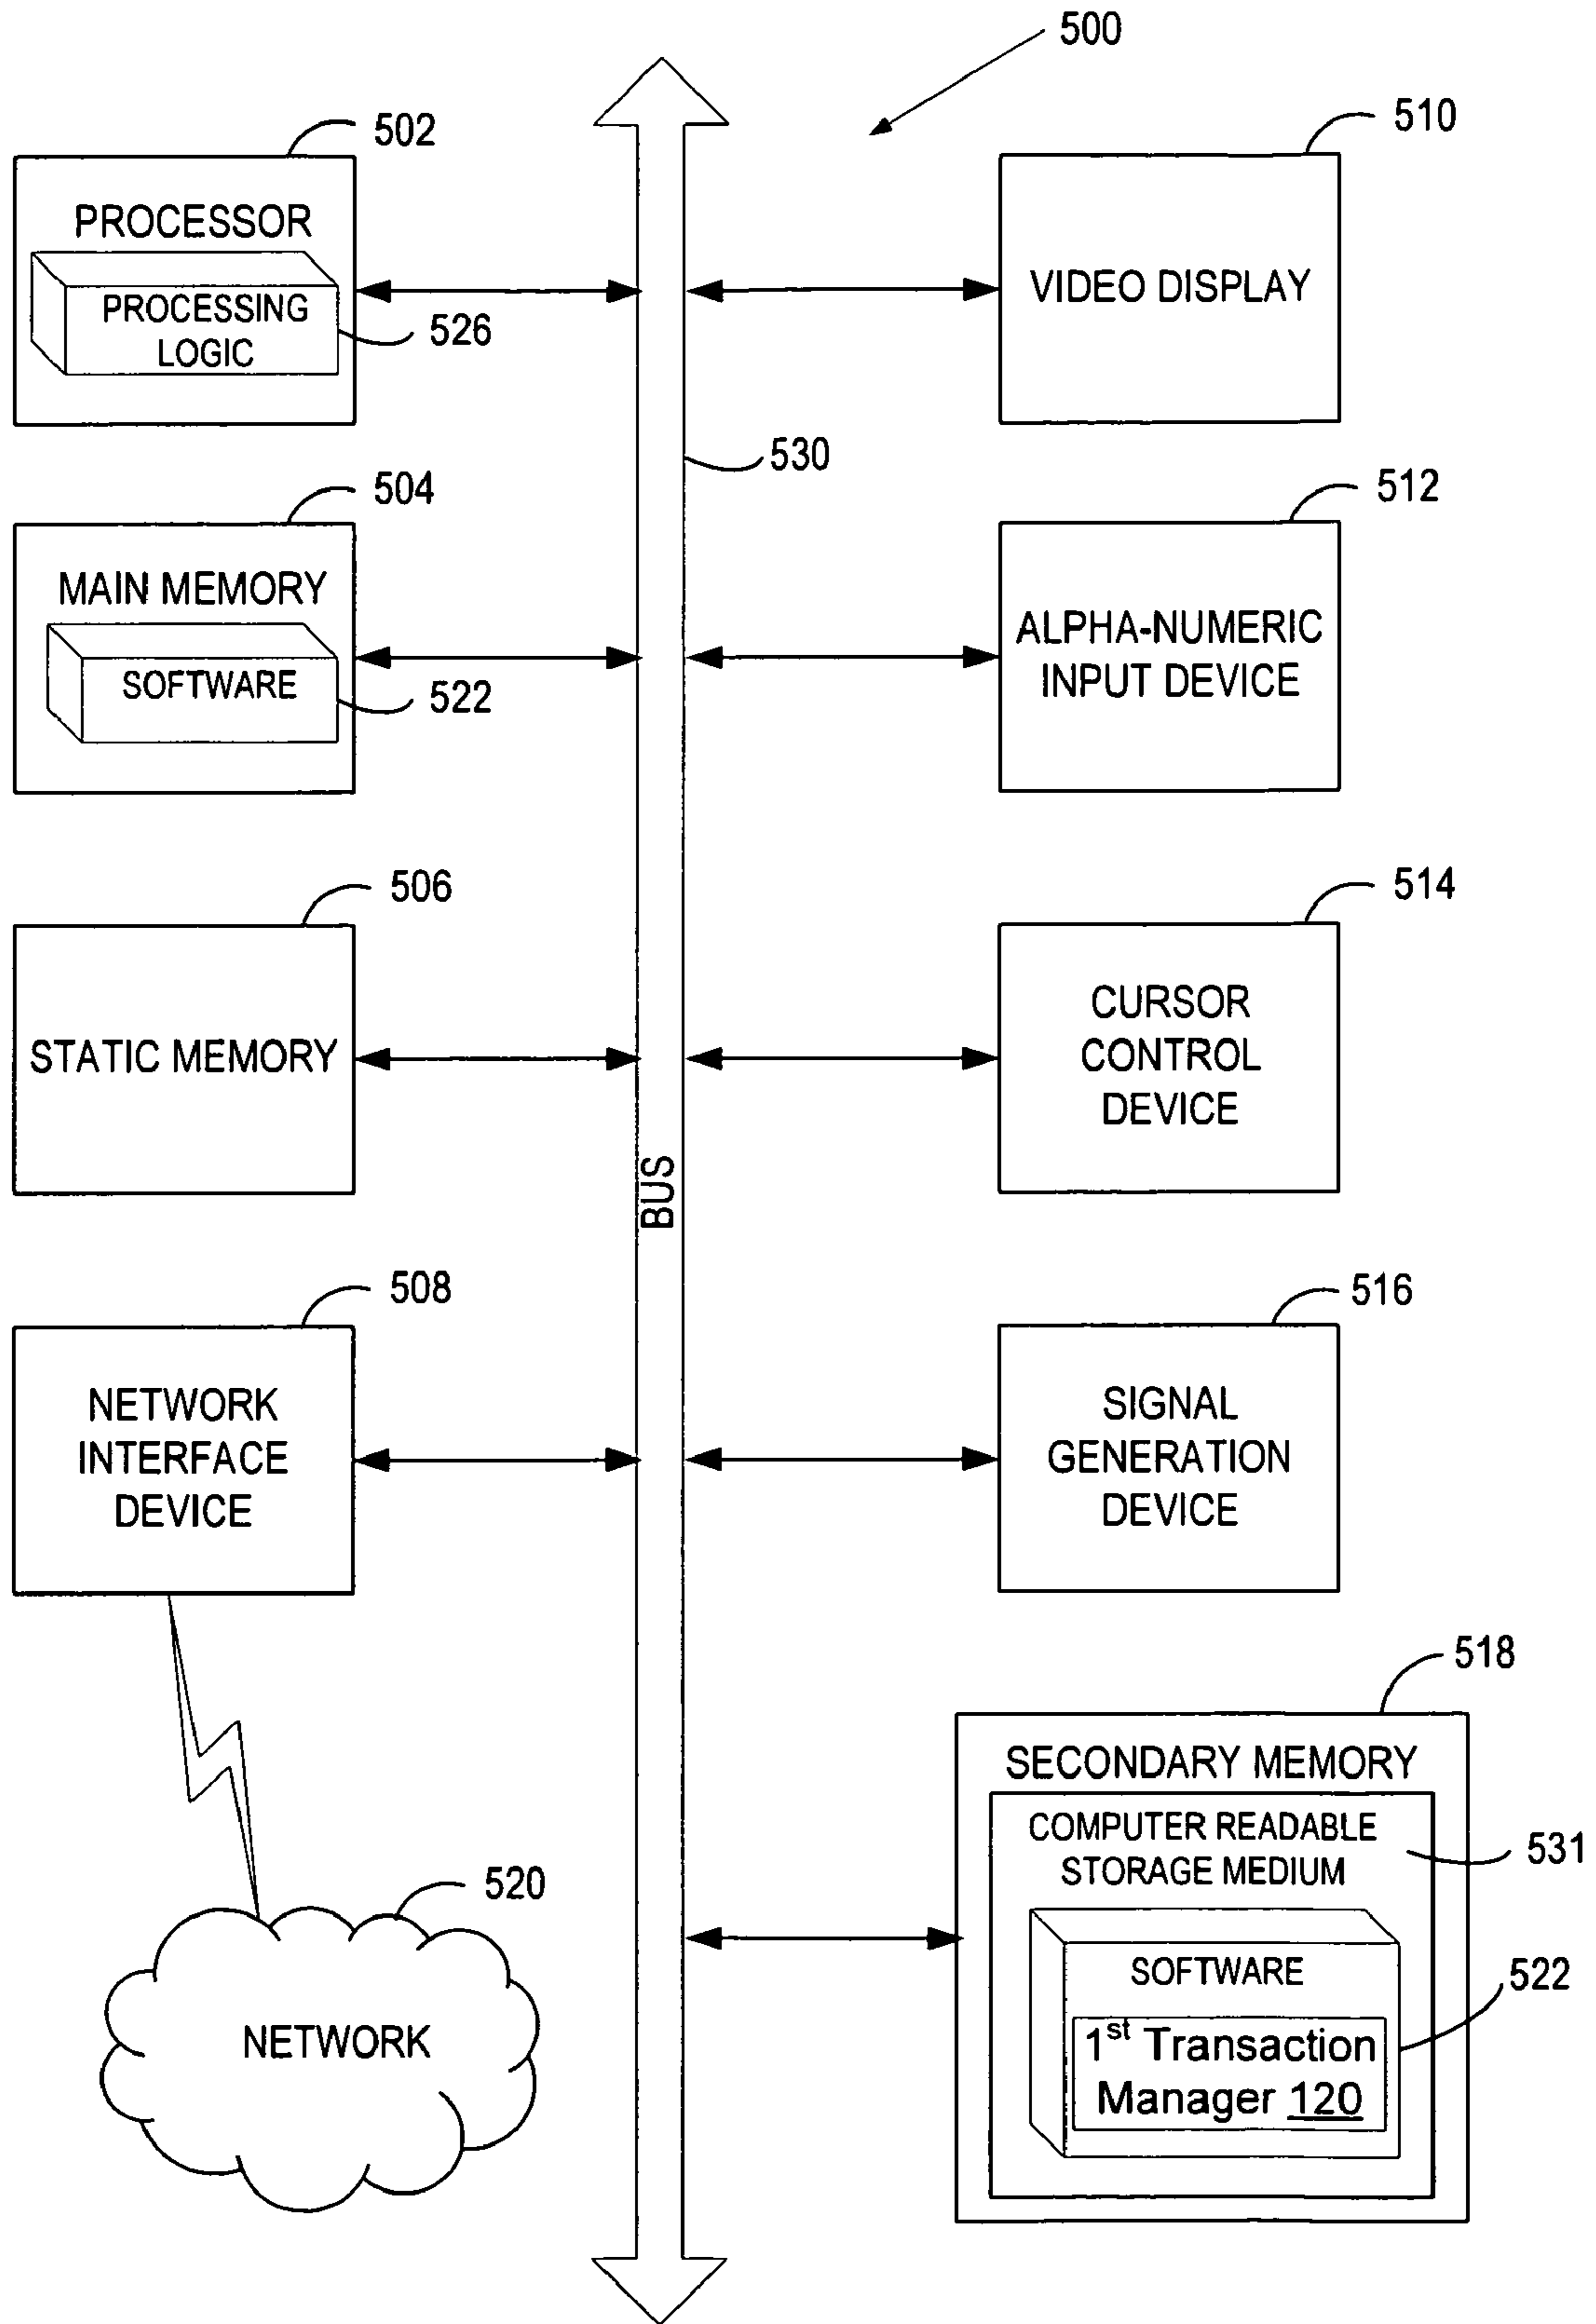 500
502
PROCESSOR
PROCESSING
LOGIC
526
510
VIDEO DISPLAY
530
504
MAIN MEMORY
SOFTWARE
522
512
ALPHA-NUMERIC
INPUT DEVICE
506
STATIC MEMORY
514
CURSOR
CONTROL
DEVICE
BUS
508
NETWORK
INTERFACE
DEVICE
516
SIGNAL
GENERATION
DEVICE
520
NETWORK
518
SECONDARY MEMORY
COMPUTER READABLE
STORAGE MEDIUM
531
SOFTWARE
522
1st Transaction
Manager 120